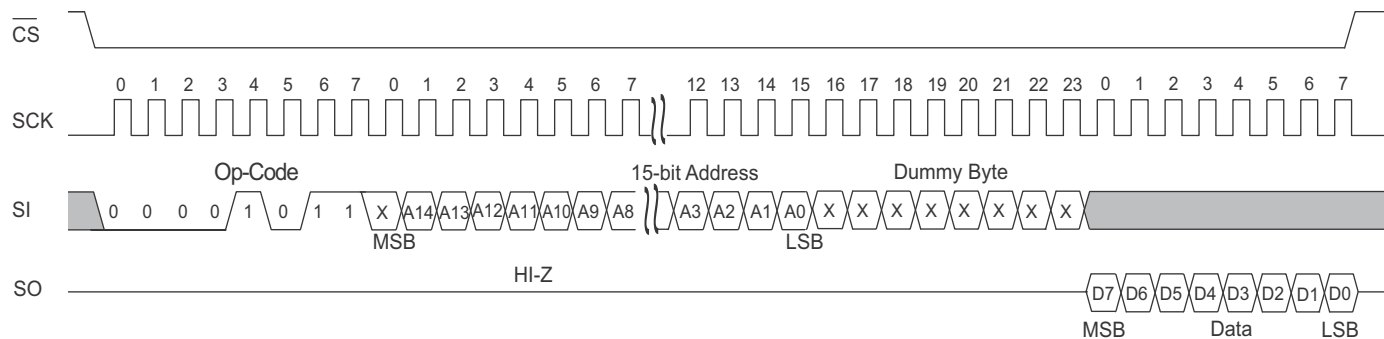 CS
0 1 2 3 4 5 6 7 0 1 2 3 4 5 6 7 12 13 14 15 16 17 18 19 20 21 22 23 0 1 2 3 4 5 6 7
SCK
Op-Code 15-bit Address Dummy Byte
SI 0 0 0 0 1 0 1 1 X A14 A13 A12 A11 A10 A9 A8 A3 A2 A1 A0 X X X X X X X X
MSB LSB
HI-Z
SO D7 D6 D5 D4 D3 D2 D1 D0
MSB Data LSB